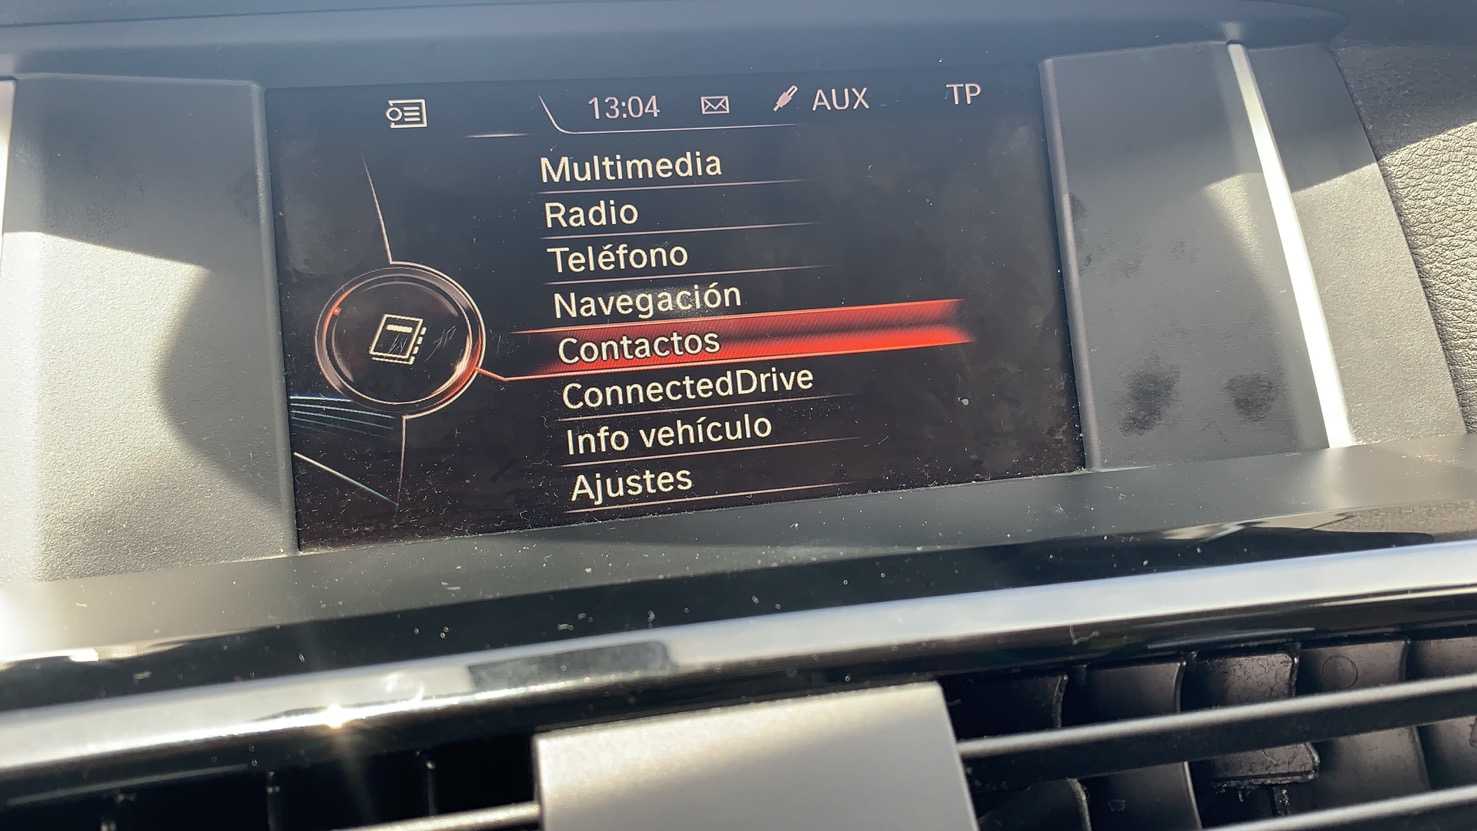 13:04 AUX TP
Multimedia
Radio
Teléfono
Navegación
Contactos
ConnectedDrive
Info vehículo
Ajustes